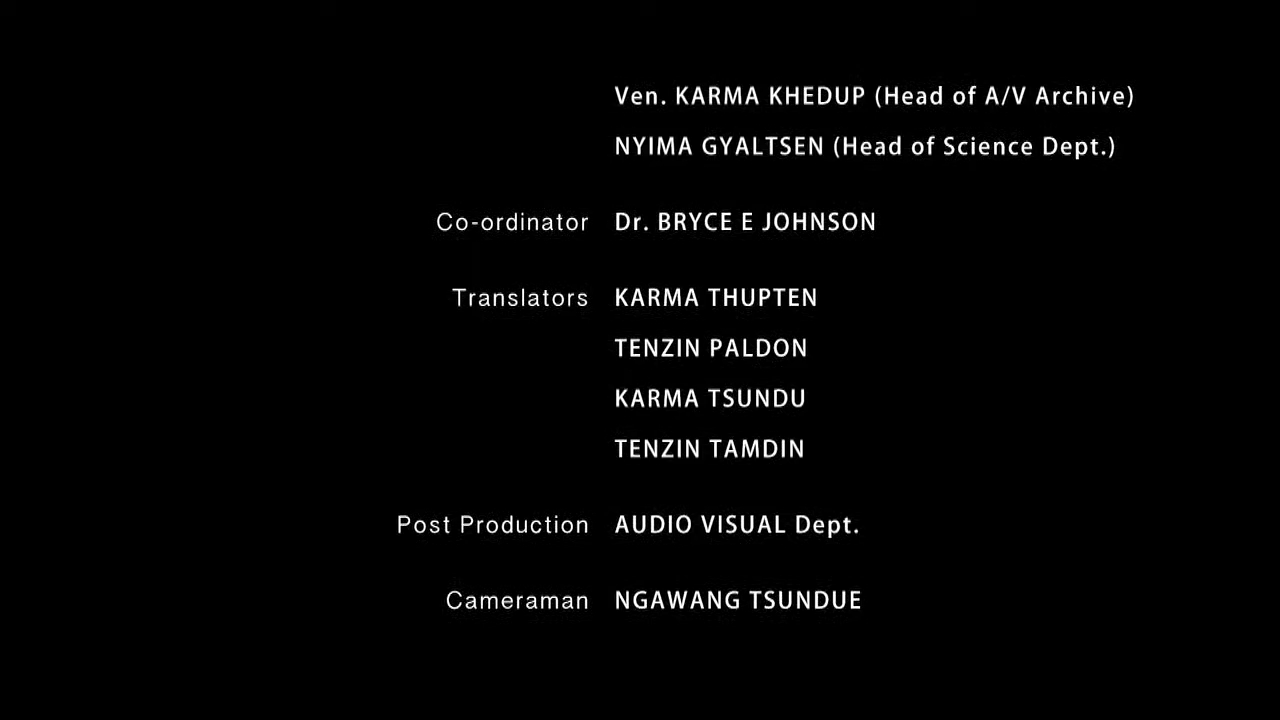 Ven. KARMA KHEDUP (Head of A/V Archive)
NYIMA GYALTSEN (Head of Science Dept.)
Co-ordinator Dr. BRYCE E JOHNSON
Translators KARMA THUPTEN
TENZIN PALDON
KARMA TSUNDU
TENZIN TAMDIN
Post Production AUDIO VISUAL Dept.
Cameraman NGAWANG TSUNDUE